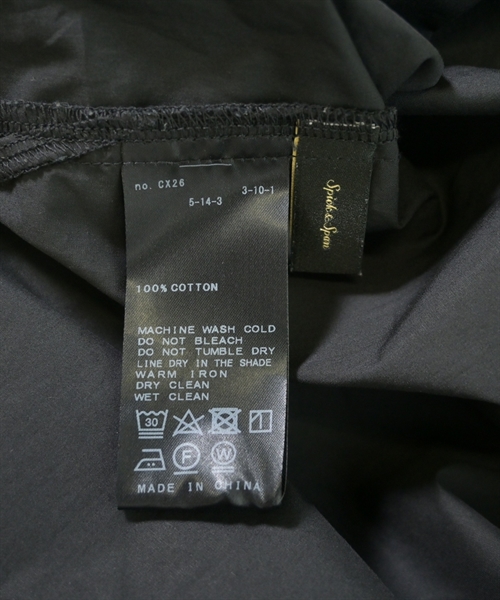 no. CX26
5-14-3 3-10-1
100% COTTON
MACHINE WASH COLD
DO NOT BLEACH
DO NOT TUMBLE DRY
LINE DRY IN THE SHADE
WARM IRON
DRY CLEAN
WET CLEAN
30
F W
MADE IN CHINA
Spick & Span